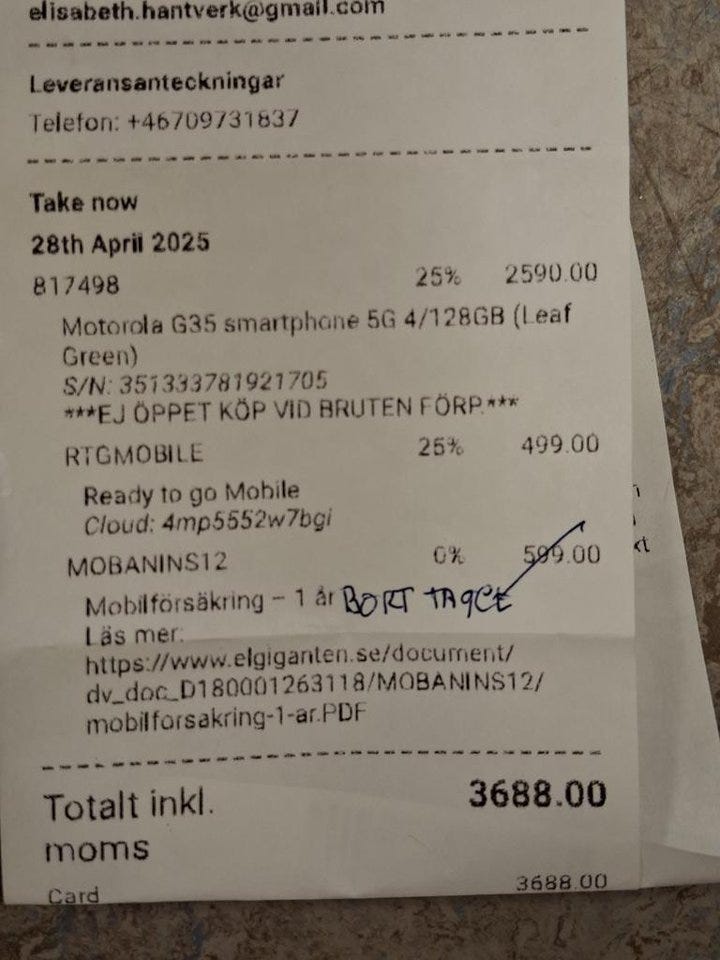 elisabeth.hantverk@gmail.com
Leveransanteckningar
Telefon: +46709731837
Take now
28th April 2025
817498 25% 2590.00
Motorola G35 smartphone 5G 4/128GB (Leaf
Green)
S/N: 351333781921705
***EJ ÖPPET KÖP VID BRUTEN FÖRP.***
RTGMOBILE 25% 499.00
Ready to go Mobile
Cloud: 4mp5552w7bgi
MOBANINS12 0% 599.00
Mobilförsäkring – 1 år BORT TAGET
Läs mer:
https://www.elgiganten.se/document/
dv_doc_D180001263118/MOBANINS12/
mobilforsakring-1-ar.PDF
Totalt inkl. 3688.00
moms
Card 3688.00